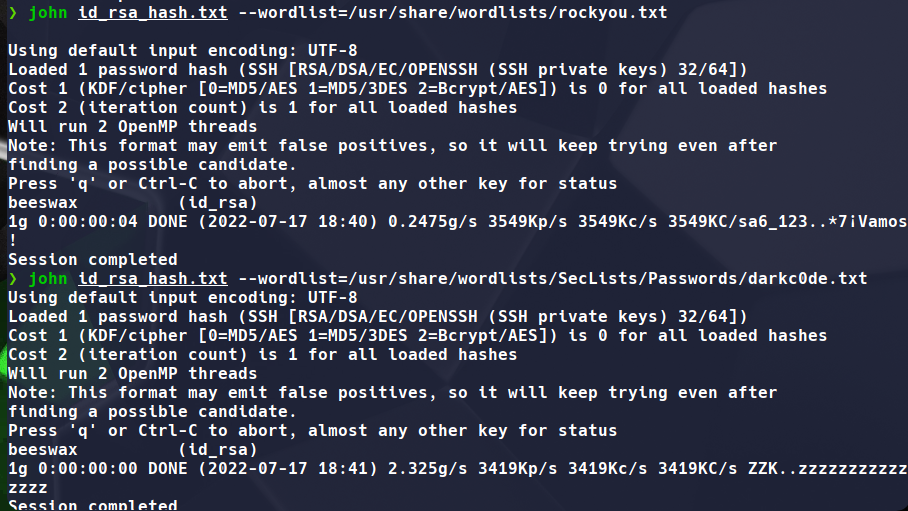 ❯ john id_rsa_hash.txt --wordlist=/usr/share/wordlists/rockyou.txt
Using default input encoding: UTF-8
Loaded 1 password hash (SSH [RSA/DSA/EC/OPENSSH (SSH private keys) 32/64])
Cost 1 (KDF/cipher [0=MD5/AES 1=MD5/3DES 2=Bcrypt/AES]) is 0 for all loaded hashes
Cost 2 (iteration count) is 1 for all loaded hashes
Will run 2 OpenMP threads
Note: This format may emit false positives, so it will keep trying even after
finding a possible candidate.
Press 'q' or Ctrl-C to abort, almost any other key for status
beeswax          (id_rsa)
1g 0:00:00:04 DONE (2022-07-17 18:40) 0.2475g/s 3549Kp/s 3549Kc/s 3549KC/sa6_123..*7¡Vamos
!
Session completed
❯ john id_rsa_hash.txt --wordlist=/usr/share/wordlists/SecLists/Passwords/darkc0de.txt
Using default input encoding: UTF-8
Loaded 1 password hash (SSH [RSA/DSA/EC/OPENSSH (SSH private keys) 32/64])
Cost 1 (KDF/cipher [0=MD5/AES 1=MD5/3DES 2=Bcrypt/AES]) is 0 for all loaded hashes
Cost 2 (iteration count) is 1 for all loaded hashes
Will run 2 OpenMP threads
Note: This format may emit false positives, so it will keep trying even after
finding a possible candidate.
Press 'q' or Ctrl-C to abort, almost any other key for status
beeswax          (id_rsa)
1g 0:00:00:00 DONE (2022-07-17 18:41) 2.325g/s 3419Kp/s 3419Kc/s 3419KC/s ZZK..zzzzzzzzzzz
zzzz
Session completed